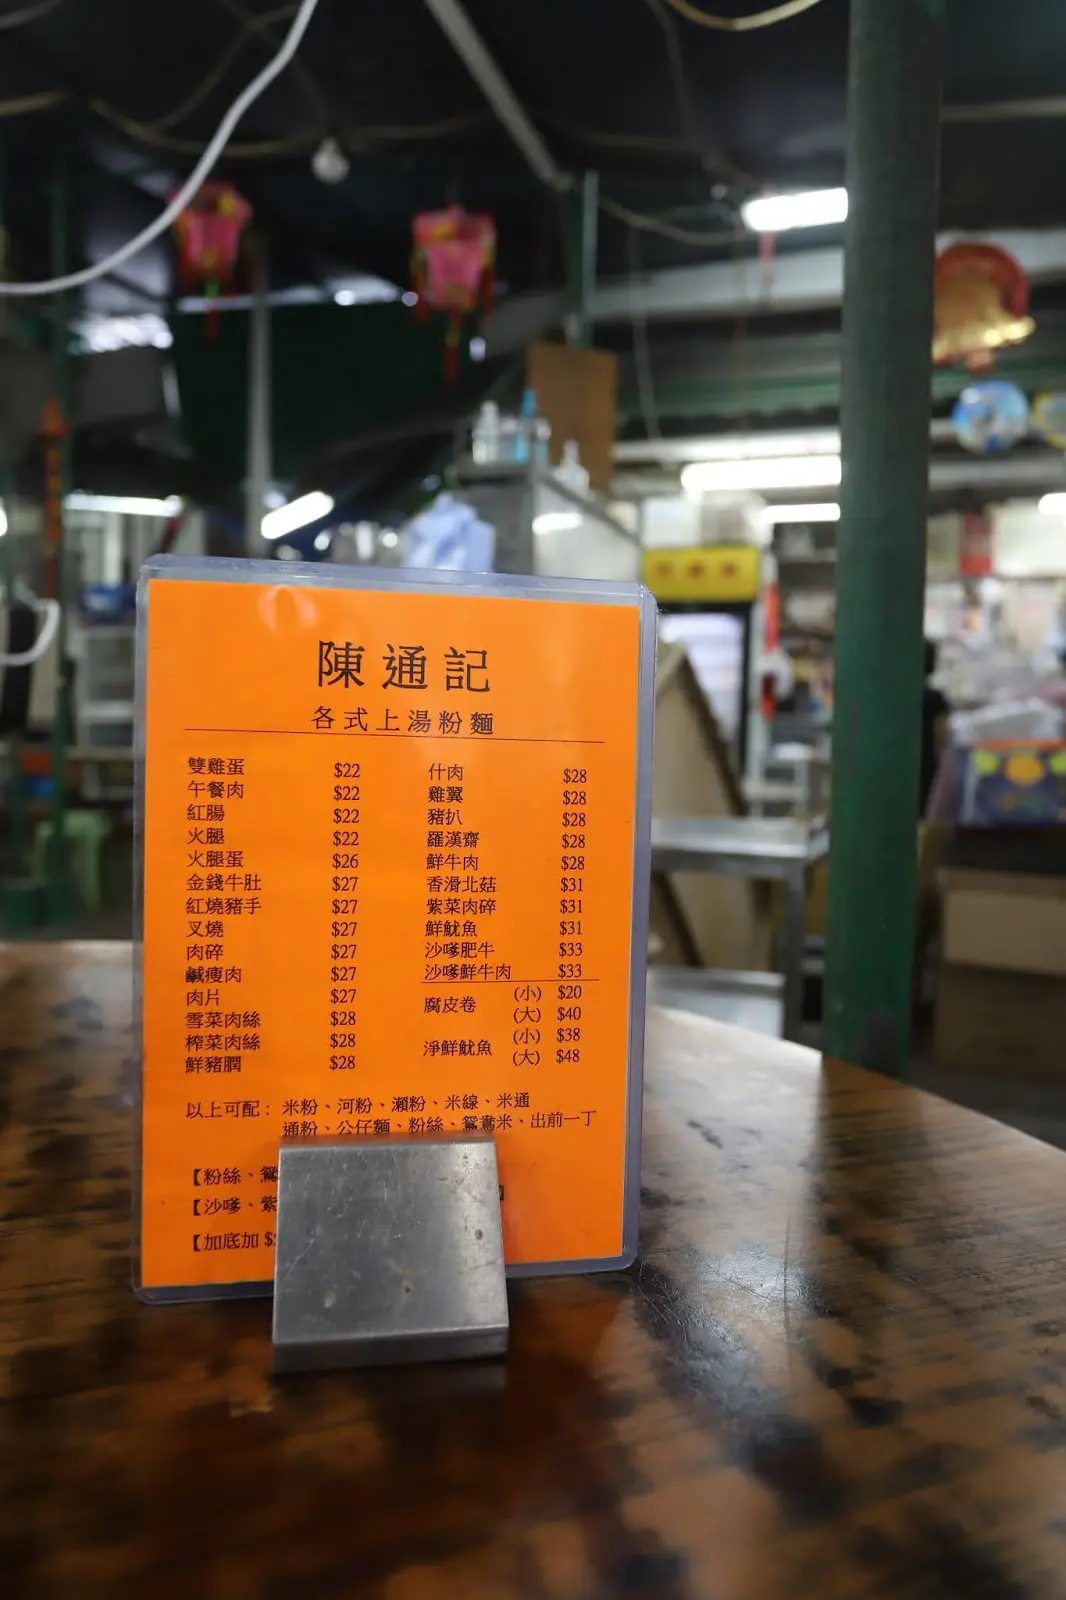 陳通記
各式上湯粉麵
雙雞蛋 $22
午餐肉 $22
紅腸 $22
火腿 $22
火腿蛋 $26
金錢牛肚 $27
紅燒豬手 $27
叉燒 $27
肉碎 $27
鹹瘦肉 $27
肉片 $27
雪菜肉絲 $28
榨菜肉絲 $28
鮮豬膶 $28
什肉 $28
雞翼 $28
豬扒 $28
羅漢齋 $28
鮮牛肉 $28
香滑北菇 $31
紫菜肉碎 $31
鮮魷魚 $31
沙嗲肥牛 $33
沙嗲鮮牛肉 $33
腐皮卷 (小) $20
(大) $40
淨鮮魷魚 (小) $38
(大) $48
以上可配：米粉、河粉、瀨粉、米線、米通
通粉、公仔麵、粉絲、鴛鴦米、出前一丁
【粉絲、
【沙嗲、紫
【加底加 $